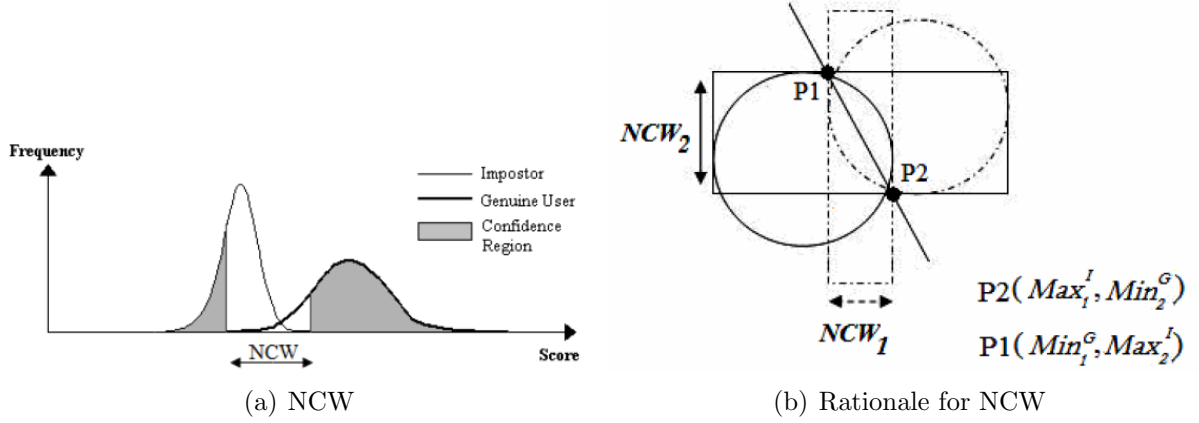 Frequency
Impostor
Genuine User
Confidence
Region
NCW
Score
(a) NCW
P1
NCW₂
P2
NCW₁
P2(Max₁ᴵ, Min₂ᴳ)
P1(Min₁ᴳ, Max₂ᴵ)
(b) Rationale for NCW